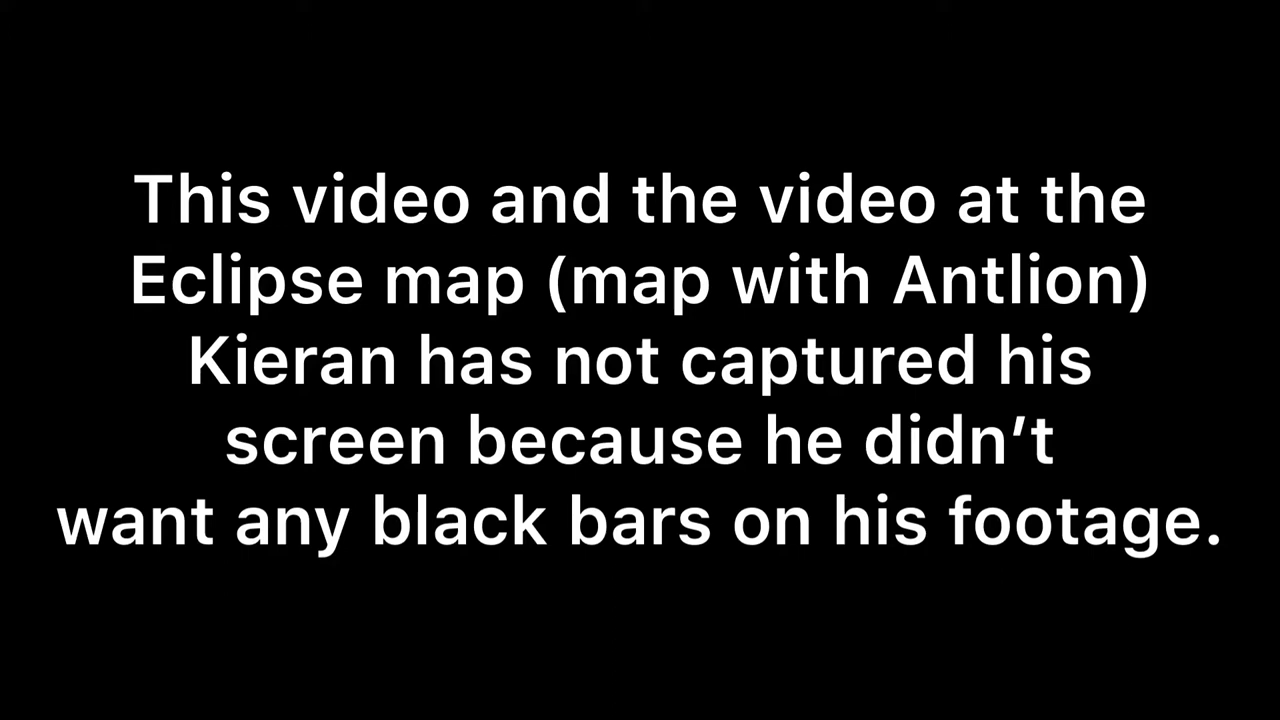 This video and the video at the
Eclipse map (map with Antlion)
Kieran has not captured his
screen because he didn’t
want any black bars on his footage.